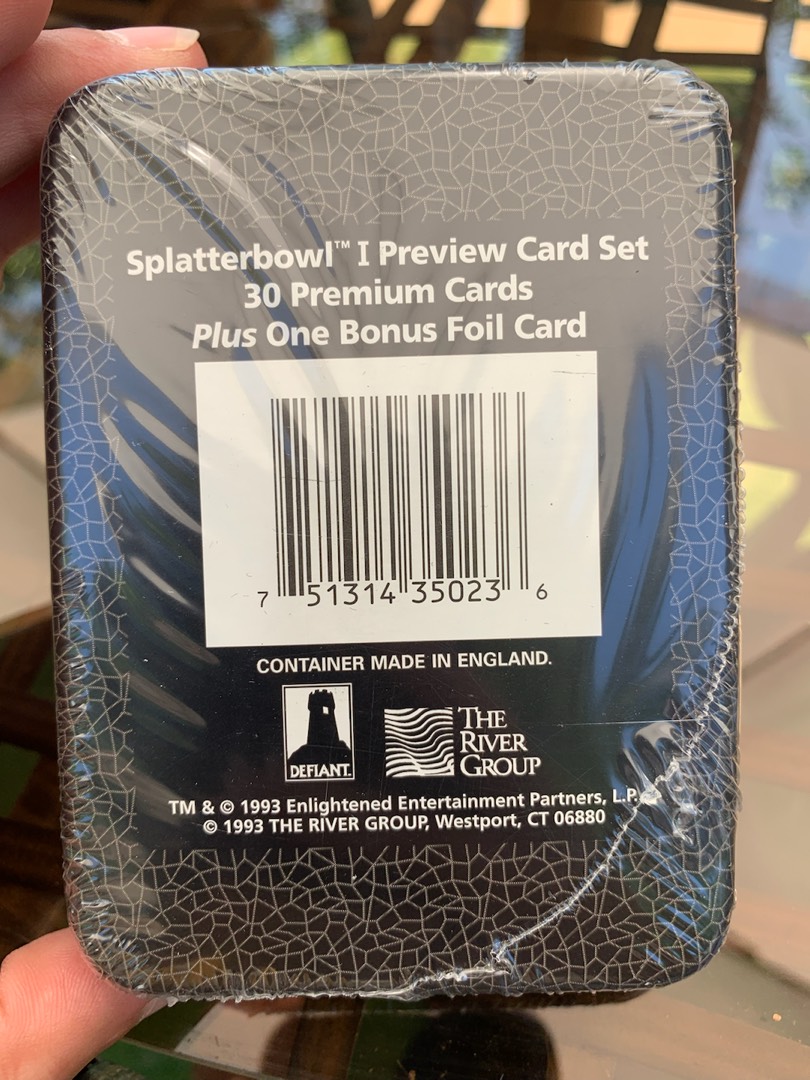 Splatterbowl™ I Preview Card Set
30 Premium Cards
Plus One Bonus Foil Card
7 51314 35023 6
CONTAINER MADE IN ENGLAND.
DEFIANT™
THE
RIVER
GROUP
TM & © 1993 Enlightened Entertainment Partners, L.P.
© 1993 THE RIVER GROUP, Westport, CT 06880